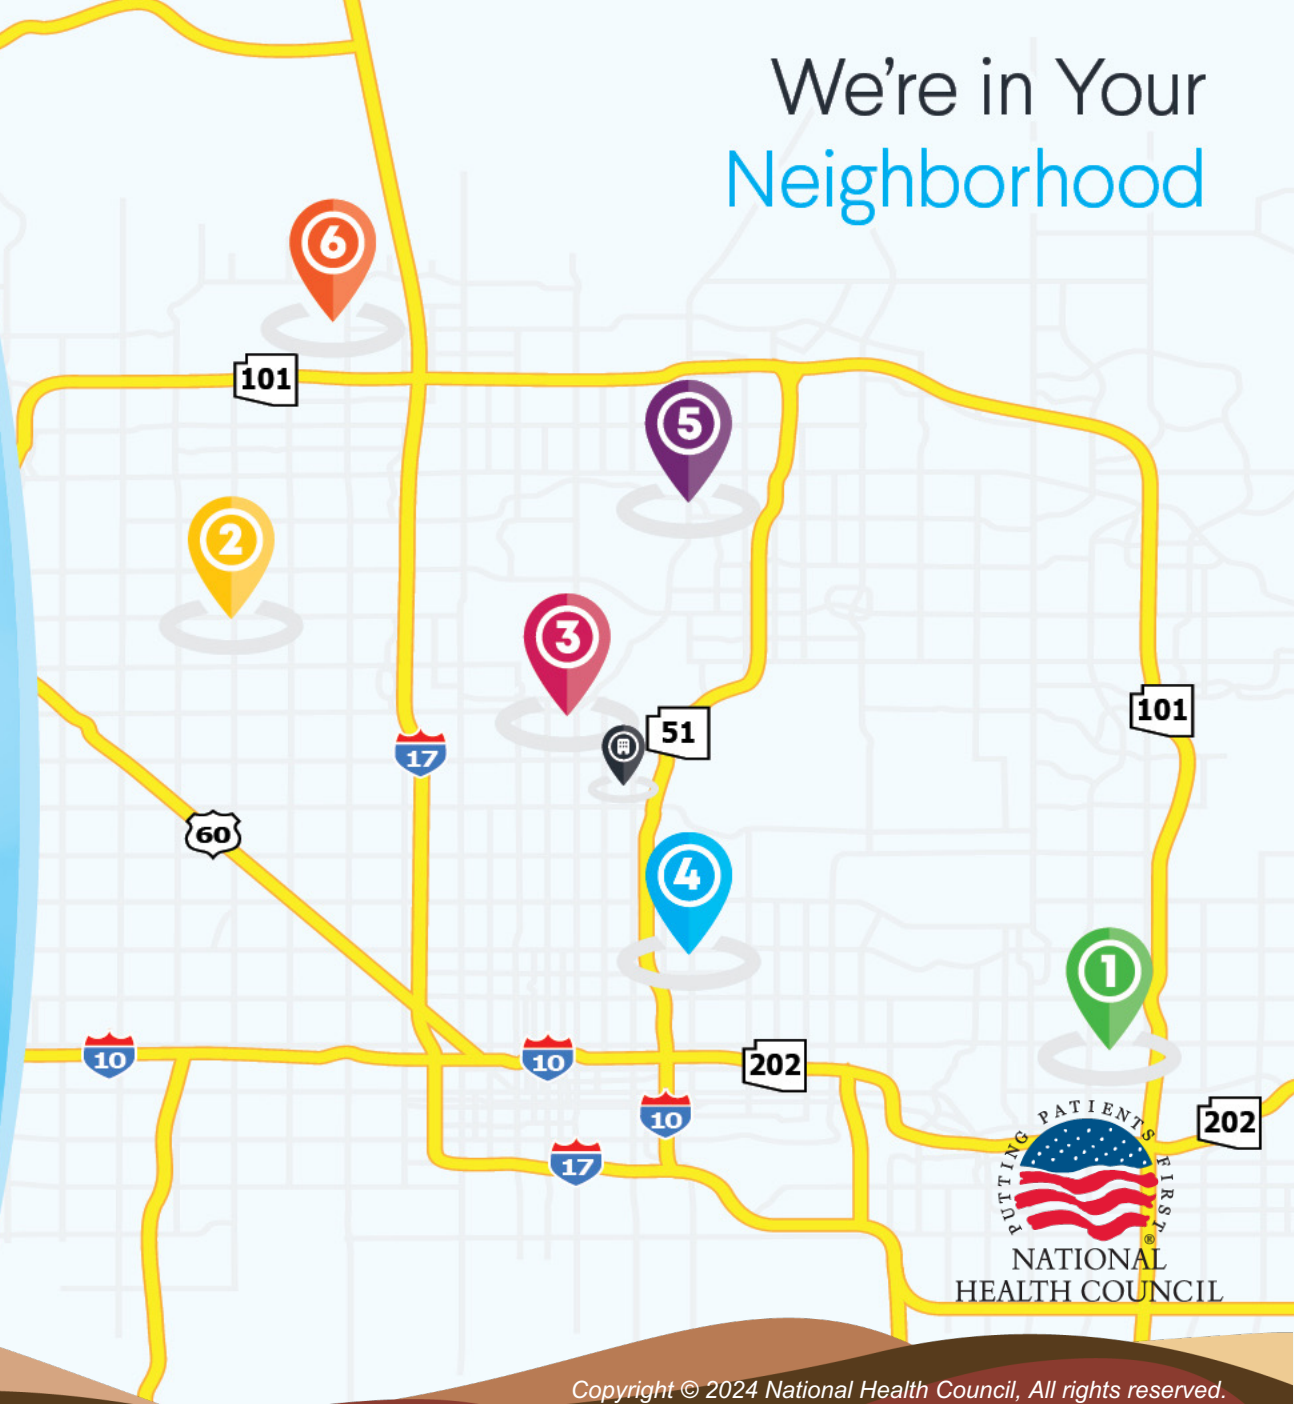 We're in Your
Neighborhood
6
101
5
2
3
51
101
17
60
4
1
10
10
202
10
202
17
PUTTING PATIENTS FIRST®
NATIONAL
HEALTH COUNCIL
Copyright © 2024 National Health Council, All rights reserved.